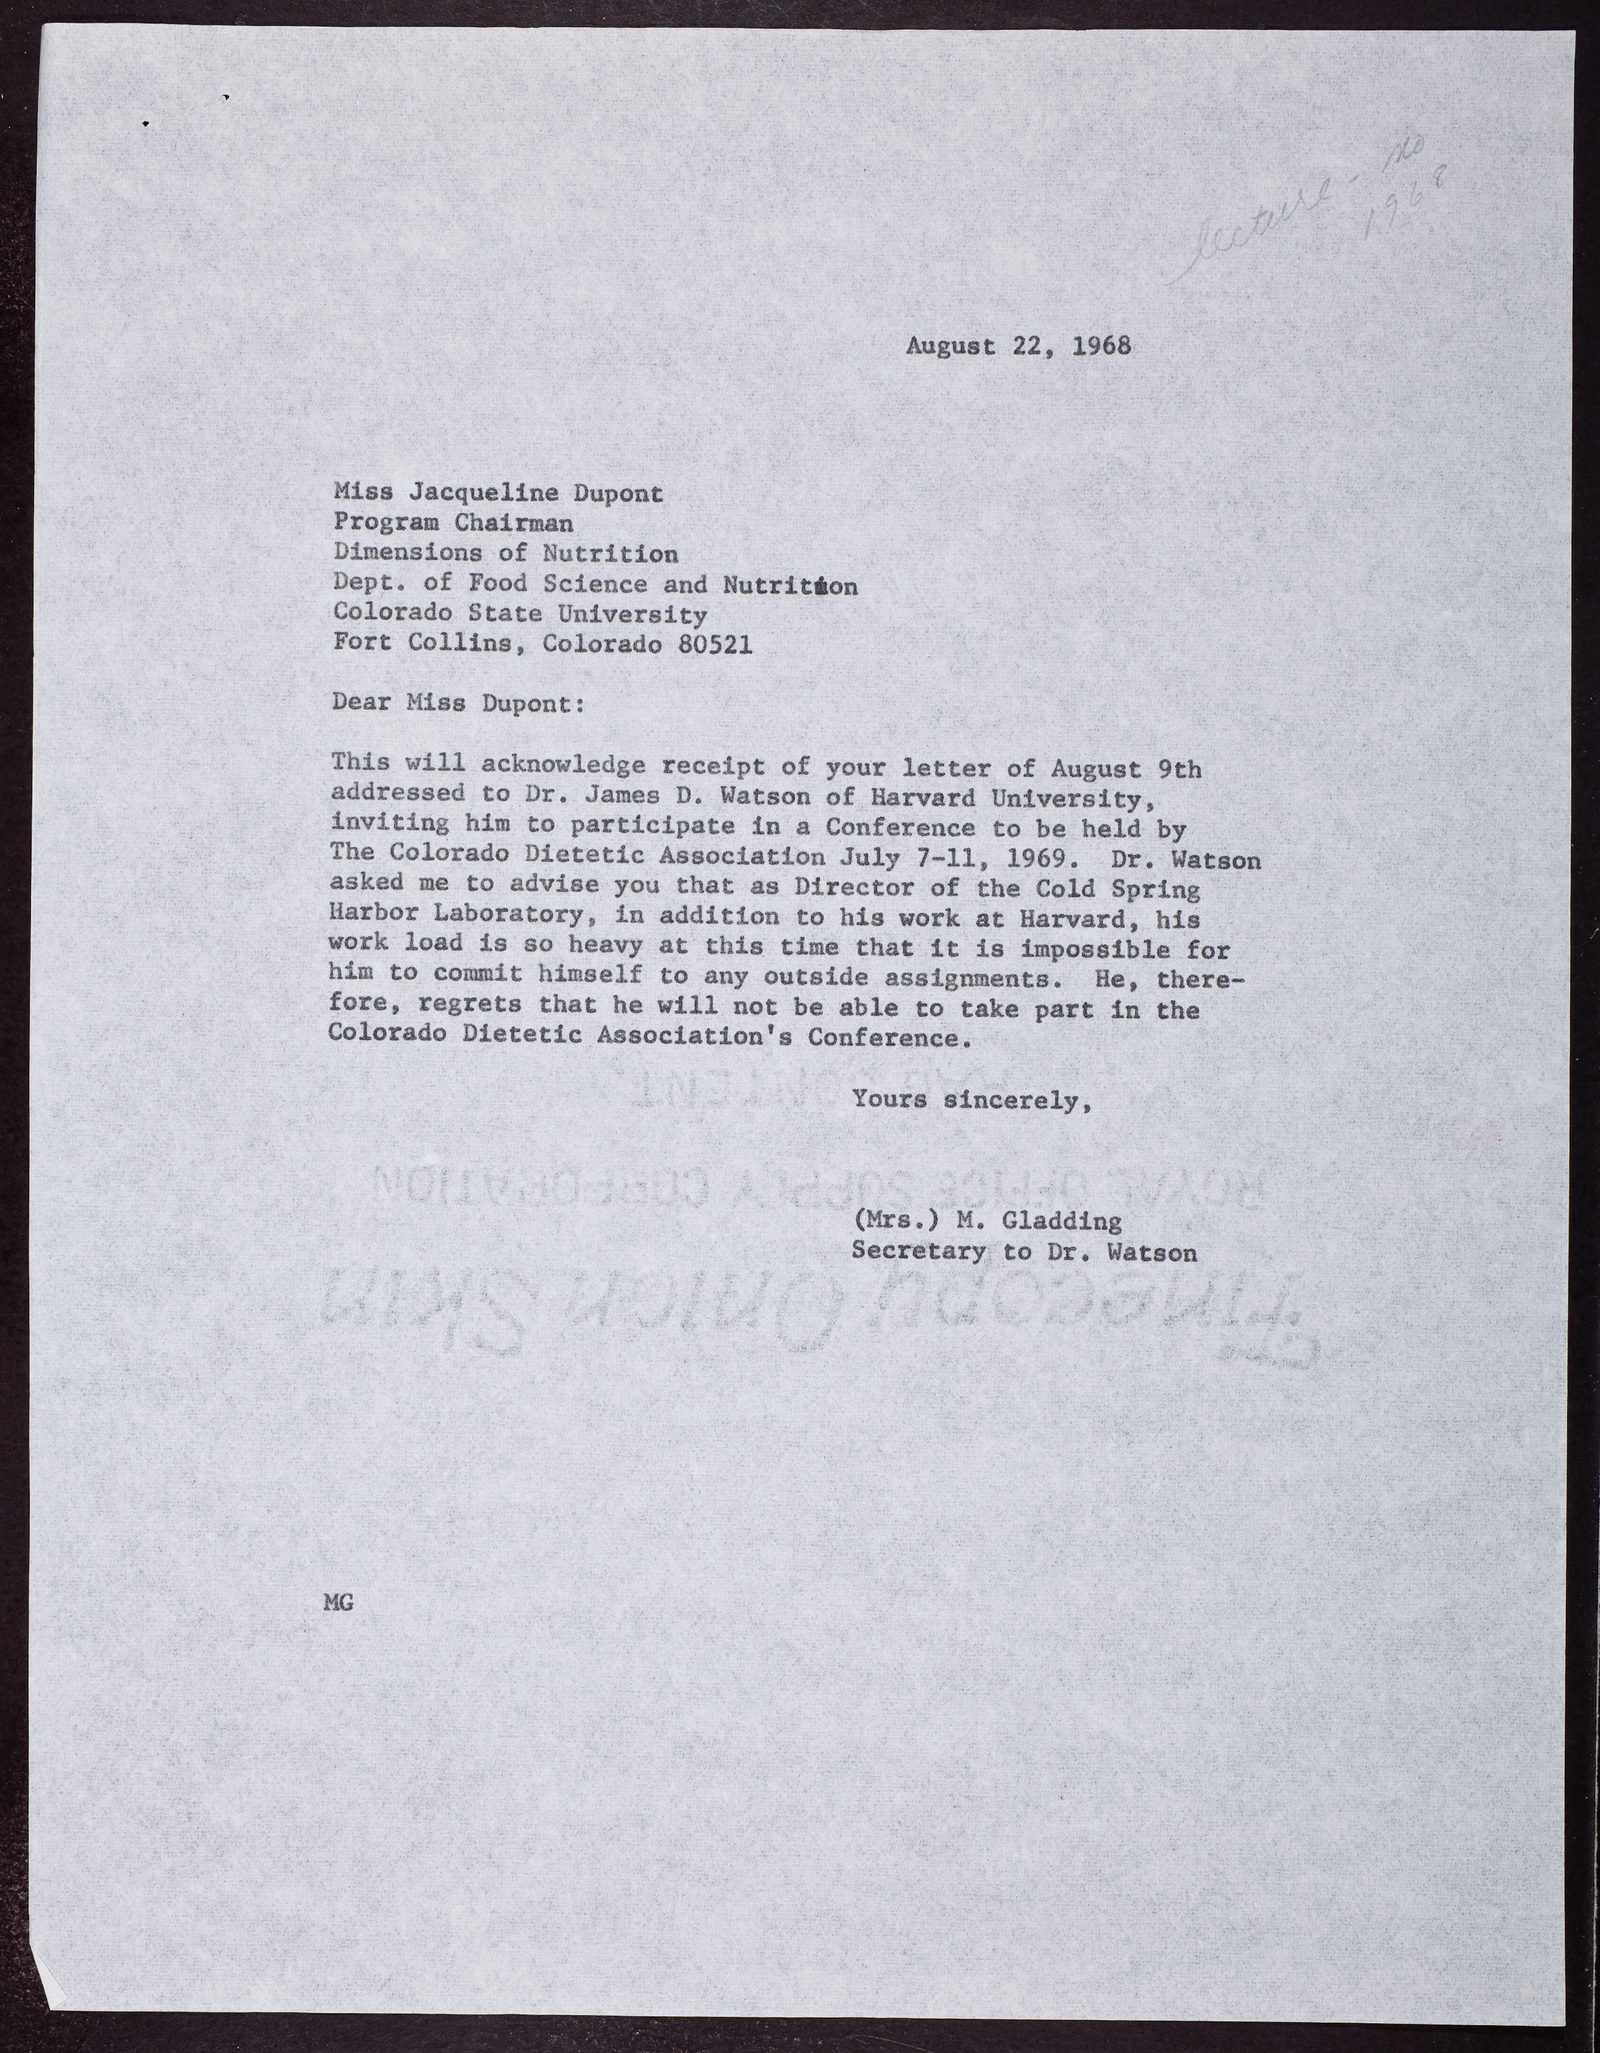 lecture - no
1968
August 22, 1968
Miss Jacqueline Dupont
Program Chairman
Dimensions of Nutrition
Dept. of Food Science and Nutrition
Colorado State University
Fort Collins, Colorado 80521
Dear Miss Dupont:
This will acknowledge receipt of your letter of August 9th
addressed to Dr. James D. Watson of Harvard University,
inviting him to participate in a Conference to be held by
The Colorado Dietetic Association July 7-11, 1969. Dr. Watson
asked me to advise you that as Director of the Cold Spring
Harbor Laboratory, in addition to his work at Harvard, his
work load is so heavy at this time that it is impossible for
him to commit himself to any outside assignments. He, there-
fore, regrets that he will not be able to take part in the
Colorado Dietetic Association's Conference.
Yours sincerely,
ROYAL OFFICE SUPPLY CORPORATION
(Mrs.) M. Gladding
Secretary to Dr. Watson
Onion Skin
MG